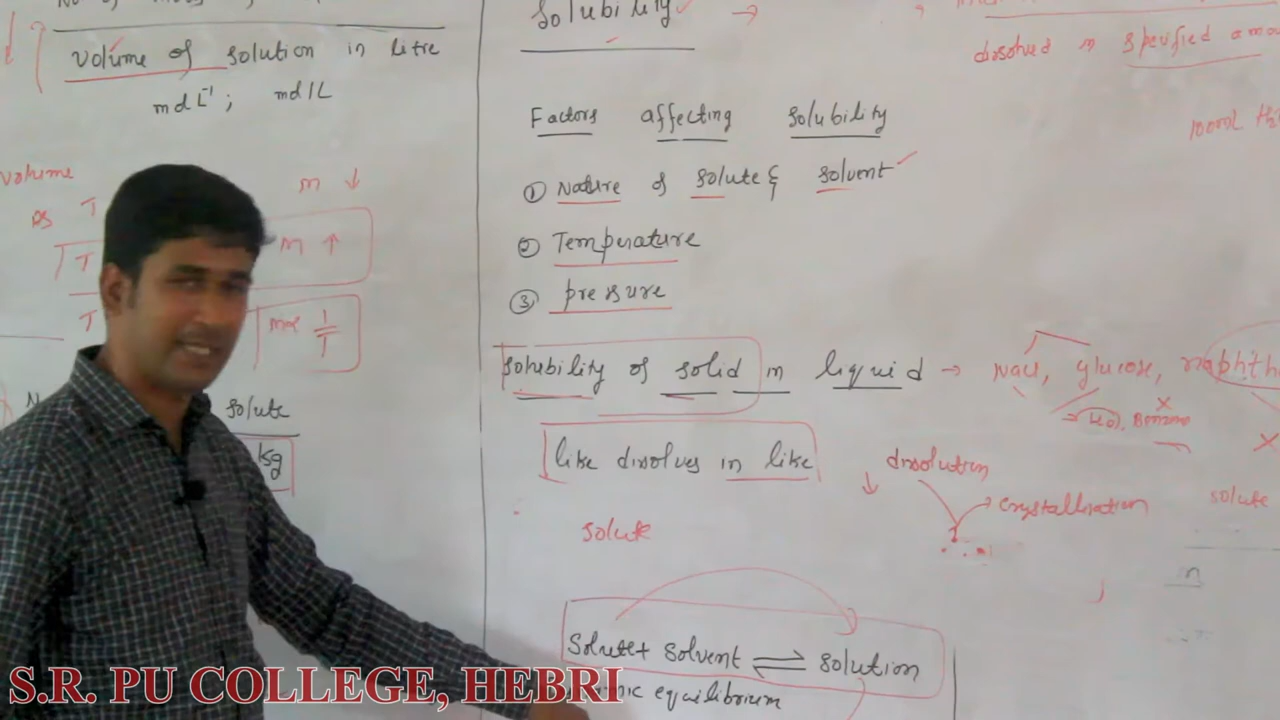 Volume of solution in litre
mol L⁻¹ ; mol/L
volume
T
m ↓
T m ↑
T
1/T
solute
kg
Solubility →
dissolved in specified
Factors affecting solubility
① Nature of solute & solvent
② Temperature
③ pressure
Solubility of solid in liquid → NaCl, glucose,
H₂O, Benzene
like dissolves in like
dissolution
crystallisation
solute
solute
n
Solute + solvent ⇌ solution
equilibrium
S.R. PU COLLEGE, HEBRI